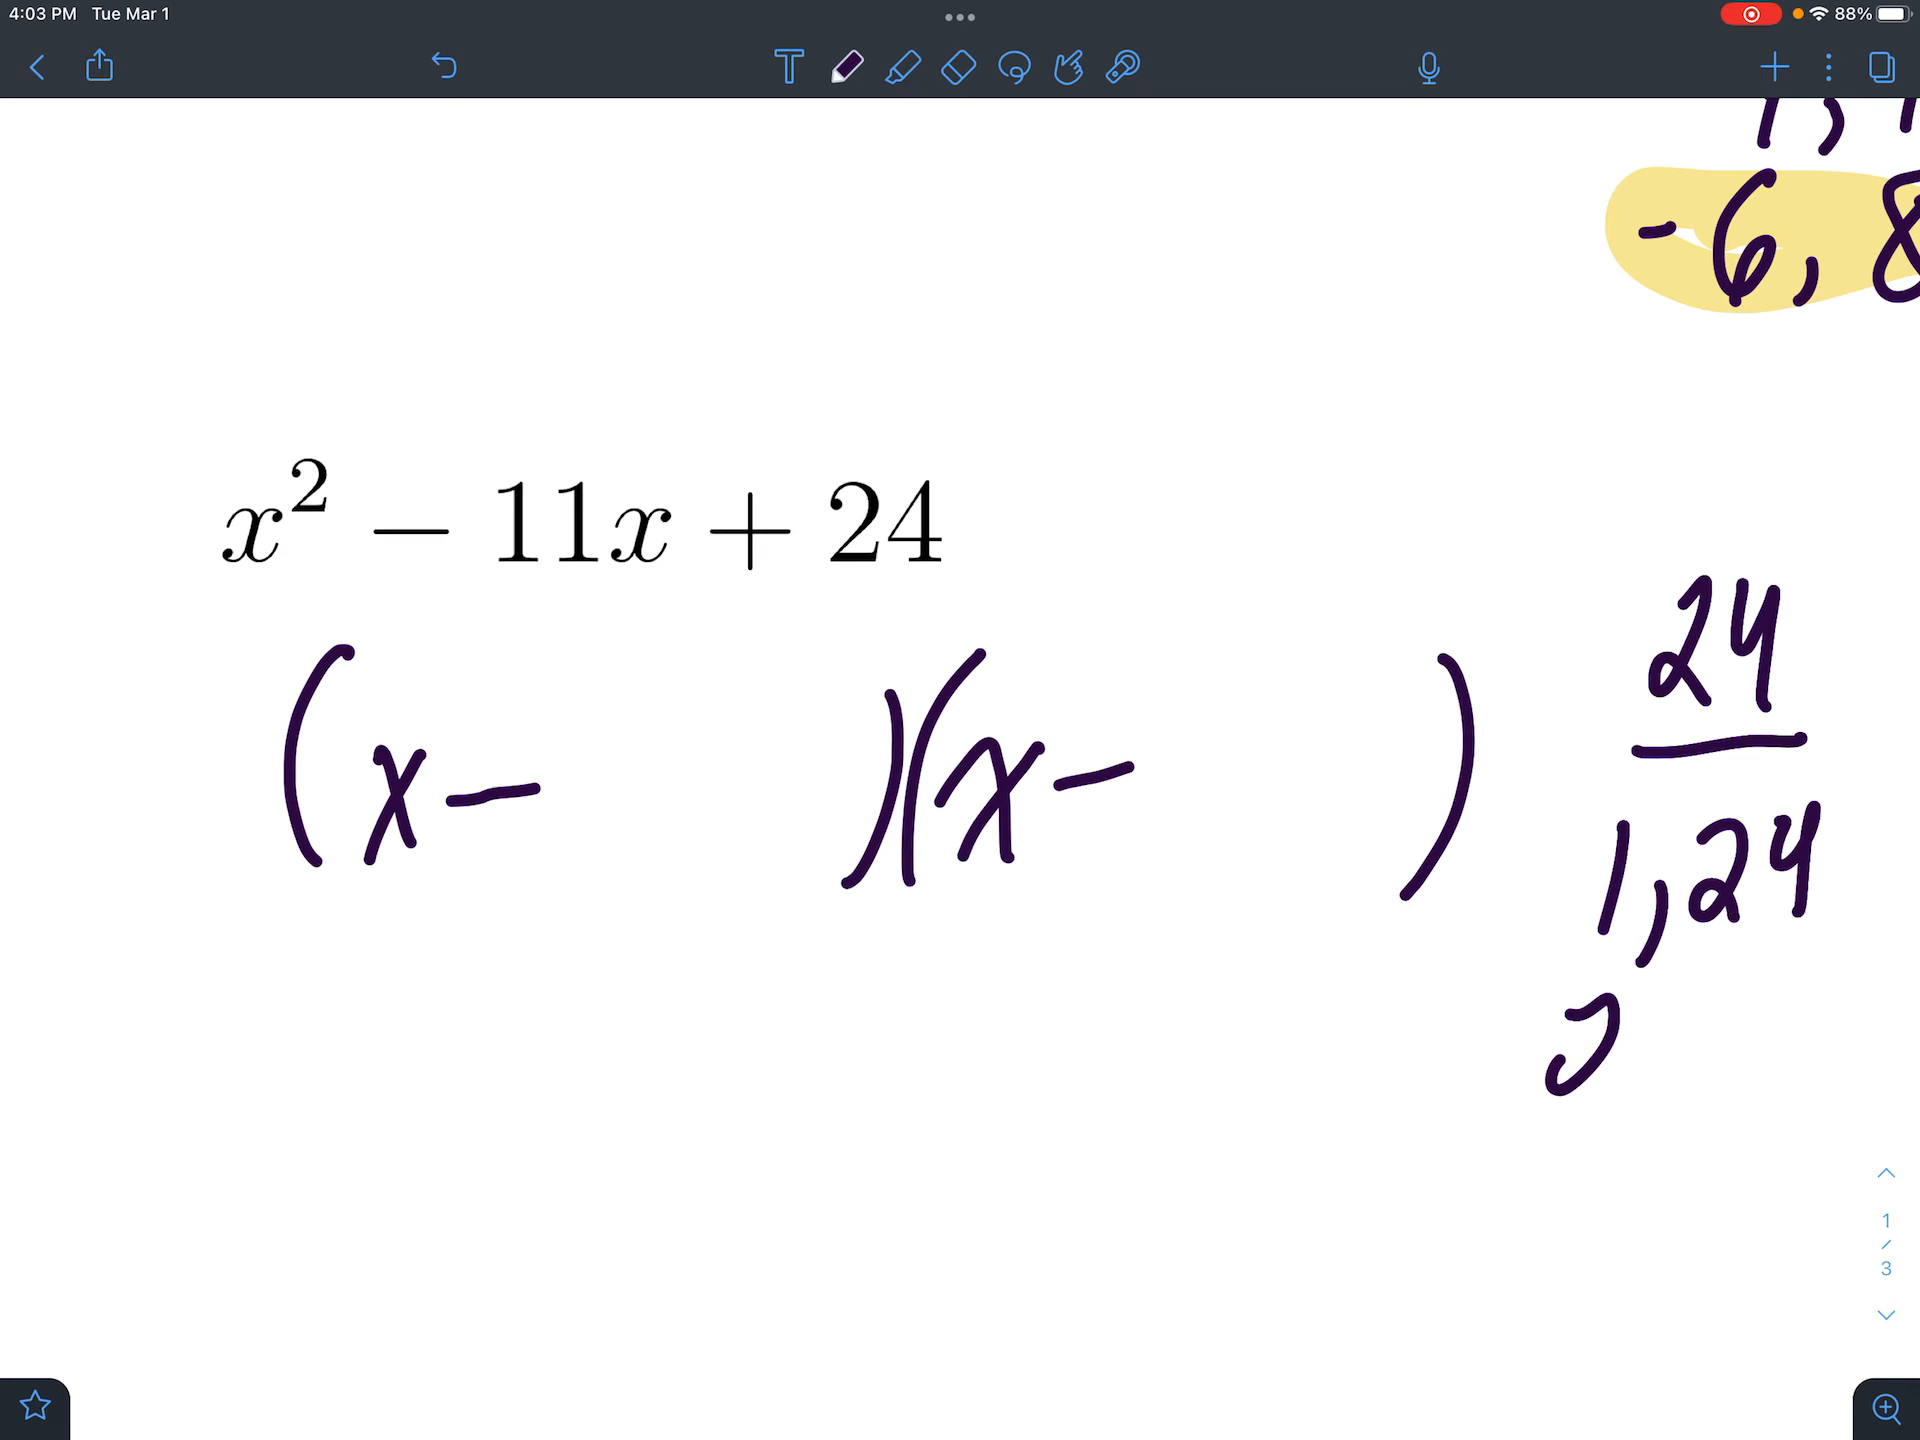 4:03 PM Tue Mar 1
88%
T
-6, 8
x² − 11x + 24
(x- )(x- )
24
1,24
1
/
3